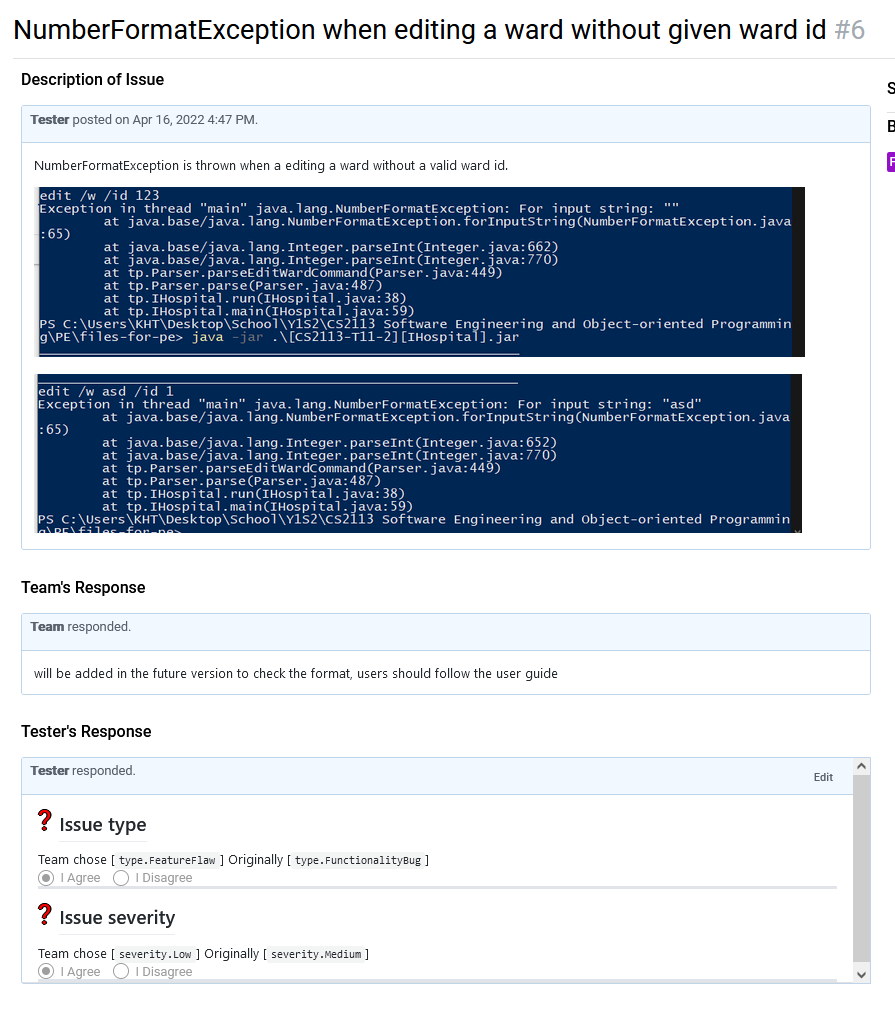 NumberFormatException when editing a ward without given ward id #6
Description of Issue
S
Tester posted on Apr 16, 2022 4:47 PM.
B
NumberFormatException is thrown when a editing a ward without a valid ward id.
edit /w /id 123
Exception in thread "main" java.lang.NumberFormatException: For input string: ""
at java.base/java.lang.NumberFormatException.forInputString(NumberFormatException.java
:65)
at java.base/java.lang.Integer.parseInt(Integer.java:662)
at java.base/java.lang.Integer.parseInt(Integer.java:770)
at tp.Parser.parseEditWardCommand(Parser.java:449)
at tp.Parser.parse(Parser.java:487)
at tp.IHospital.run(IHospital.java:38)
at tp.IHospital.main(IHospital.java:59)
PS C:\Users\KHT\Desktop\School\Y1S2\CS2113 Software Engineering and Object-oriented Programmin
g\PE\files-for-pe> java -jar .\[CS2113-T11-2][IHospital].jar
edit /w asd /id 1
Exception in thread "main" java.lang.NumberFormatException: For input string: "asd"
at java.base/java.lang.NumberFormatException.forInputString(NumberFormatException.java
:65)
at java.base/java.lang.Integer.parseInt(Integer.java:652)
at java.base/java.lang.Integer.parseInt(Integer.java:770)
at tp.Parser.parseEditWardCommand(Parser.java:449)
at tp.Parser.parse(Parser.java:487)
at tp.IHospital.run(IHospital.java:38)
at tp.IHospital.main(IHospital.java:59)
PS C:\Users\KHT\Desktop\School\Y1S2\CS2113 Software Engineering and Object-oriented Programmin
g\PE\files-for-pe>
Team's Response
Team responded.
will be added in the future version to check the format, users should follow the user guide
Tester's Response
Tester responded.
Edit
❓ Issue type
Team chose [ type.FeatureFlaw ] Originally [ type.FunctionalityBug ]
I Agree I Disagree
❓ Issue severity
Team chose [ severity.Low ] Originally [ severity.Medium ]
I Agree I Disagree